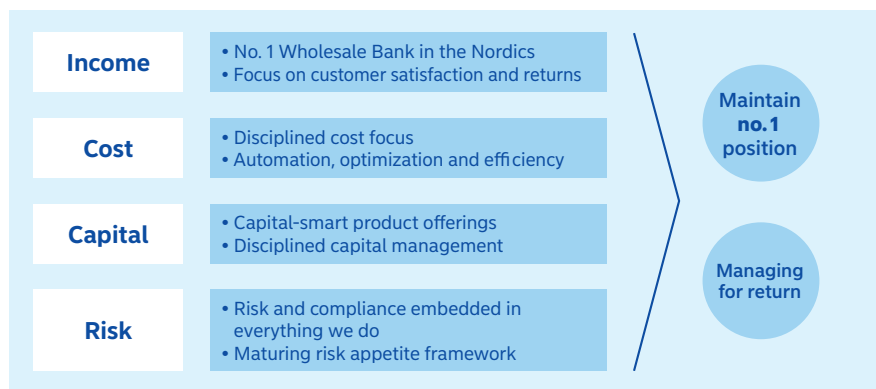 Income
• No. 1 Wholesale Bank in the Nordics
• Focus on customer satisfaction and returns
Cost
• Disciplined cost focus
• Automation, optimization and efficiency
Capital
• Capital-smart product offerings
• Disciplined capital management
Risk
• Risk and compliance embedded in
everything we do
• Maturing risk appetite framework
Maintain
no. 1
position
Managing
for return